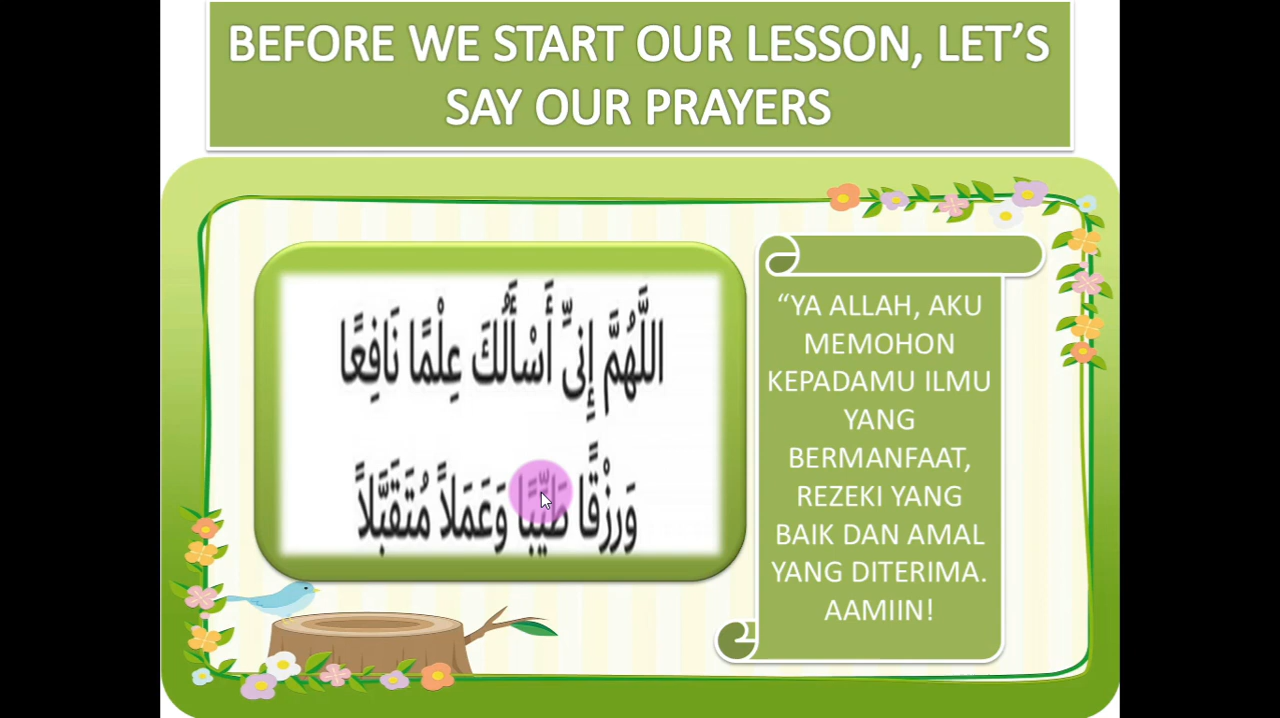 BEFORE WE START OUR LESSON, LET'S
SAY OUR PRAYERS
اللَّهُمَّ إِنِّى أَسْأَلُكَ عِلْمًا نَافِعًا
وَرِزْقًا طَيِّبًا وَعَمَلاً مُتَقَبَّلاً
“YA ALLAH, AKU
MEMOHON
KEPADAMU ILMU
YANG
BERMANFAAT,
REZEKI YANG
BAIK DAN AMAL
YANG DITERIMA.
AAMIIN!